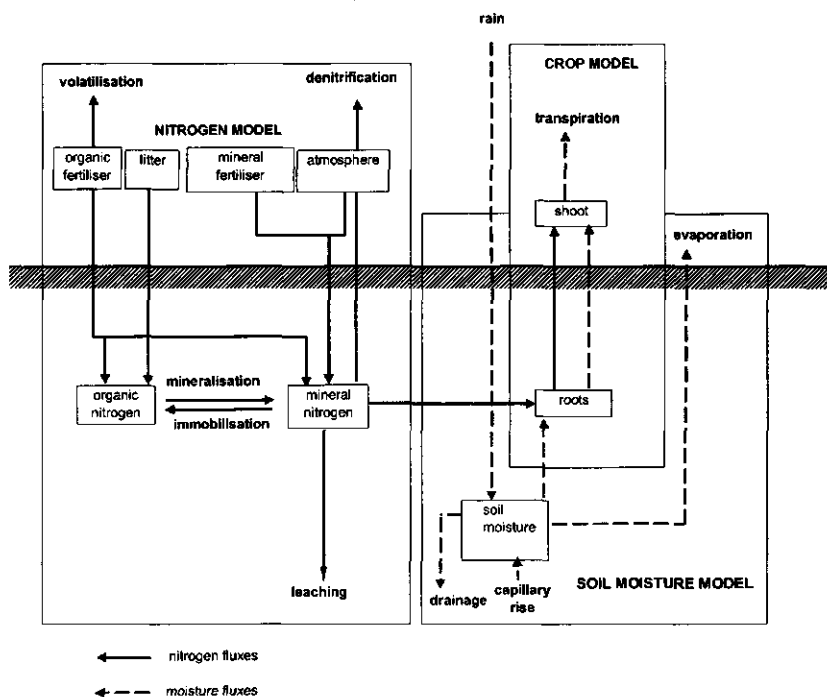 rain
CROP MODEL
volatilisation
denitrification
transpiration
NITROGEN MODEL
organic
fertiliser
litter
mineral
fertiliser
atmosphere
shoot
evaporation
mineralisation
organic
nitrogen
mineral
nitrogen
immobilisation
roots
soil
moisture
leaching
drainage
capillary
rise
SOIL MOISTURE MODEL
nitrogen fluxes
moisture fluxes